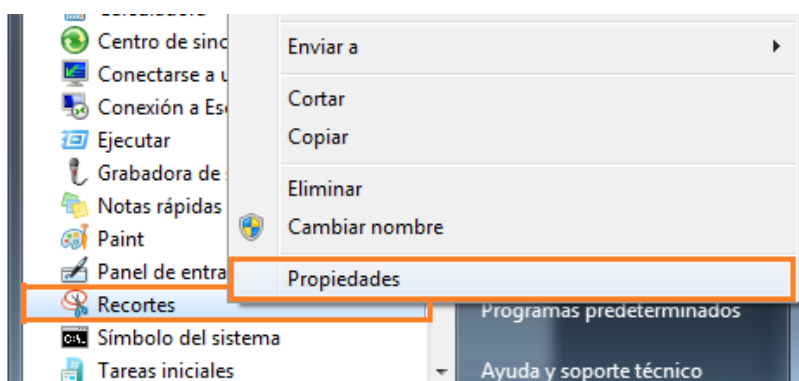 Centro de sinc
Conectarse a u
Conexión a Es
Ejecutar
Grabadora de
Notas rápidas
Paint
Panel de entra
Recortes
Símbolo del sistema
Tareas iniciales
Enviar a
Cortar
Copiar
Eliminar
Cambiar nombre
Propiedades
Programas predeterminados
Ayuda y soporte técnico